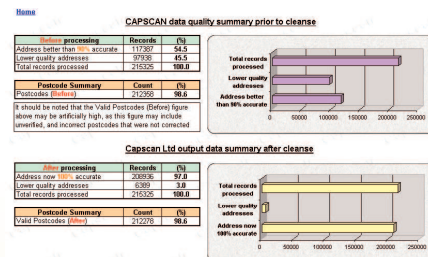 Home
CAPSCAN data quality summary prior to cleanse
Before processing Records (%)
Address better than 90% accurate 117387 54.5
Lower quality addresses 97938 45.5
Total records processed 215325 100.0
Postcode Summary Count (%)
Postcodes (Before) 212358 98.6
It should be noted that the Valid Postcodes (Before) figure
above may be artificially high, as this figure may include
unverified, and incorrect postcodes that were not corrected
Total records
processed
Lower quality
addresses
Address better
than 90% accurate
0 50000 100000 150000 200000 250000
Capscan Ltd output data summary after cleanse
After processing Records (%)
Address now 100% accurate 208936 97.0
Lower quality addresses 6389 3.0
Total records processed 215325 100.0
Postcode Summary Count (%)
Valid Postcodes (After) 212278 98.6
Total records
processed
Lower quality
addresses
Address now
100% accurate
0 50000 100000 150000 200000 250000